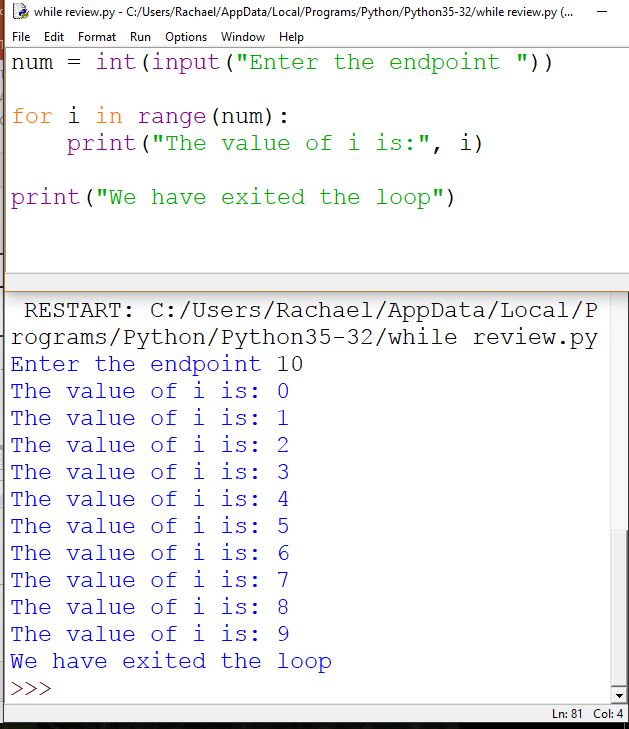 while review.py - C:/Users/Rachael/AppData/Local/Programs/Python/Python35-32/while review.py (...
File Edit Format Run Options Window Help
num = int(input("Enter the endpoint "))
for i in range(num):
    print("The value of i is:", i)
print("We have exited the loop")
RESTART: C:/Users/Rachael/AppData/Local/P
rograms/Python/Python35-32/while review.py
Enter the endpoint 10
The value of i is: 0
The value of i is: 1
The value of i is: 2
The value of i is: 3
The value of i is: 4
The value of i is: 5
The value of i is: 6
The value of i is: 7
The value of i is: 8
The value of i is: 9
We have exited the loop
>>>
Ln: 81 Col: 4